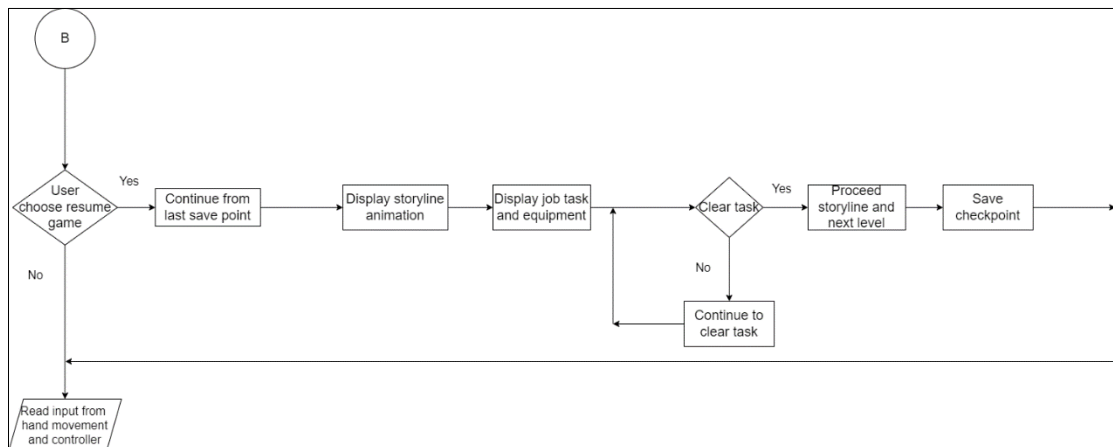 B
User
choose resume
game
Yes
Continue from
last save point
Display storyline
animation
Display job task
and equipment
Clear task
Yes
Proceed
storyline and
next level
Save
checkpoint
No
Continue to
clear task
No
Read input from
hand movement
and controller